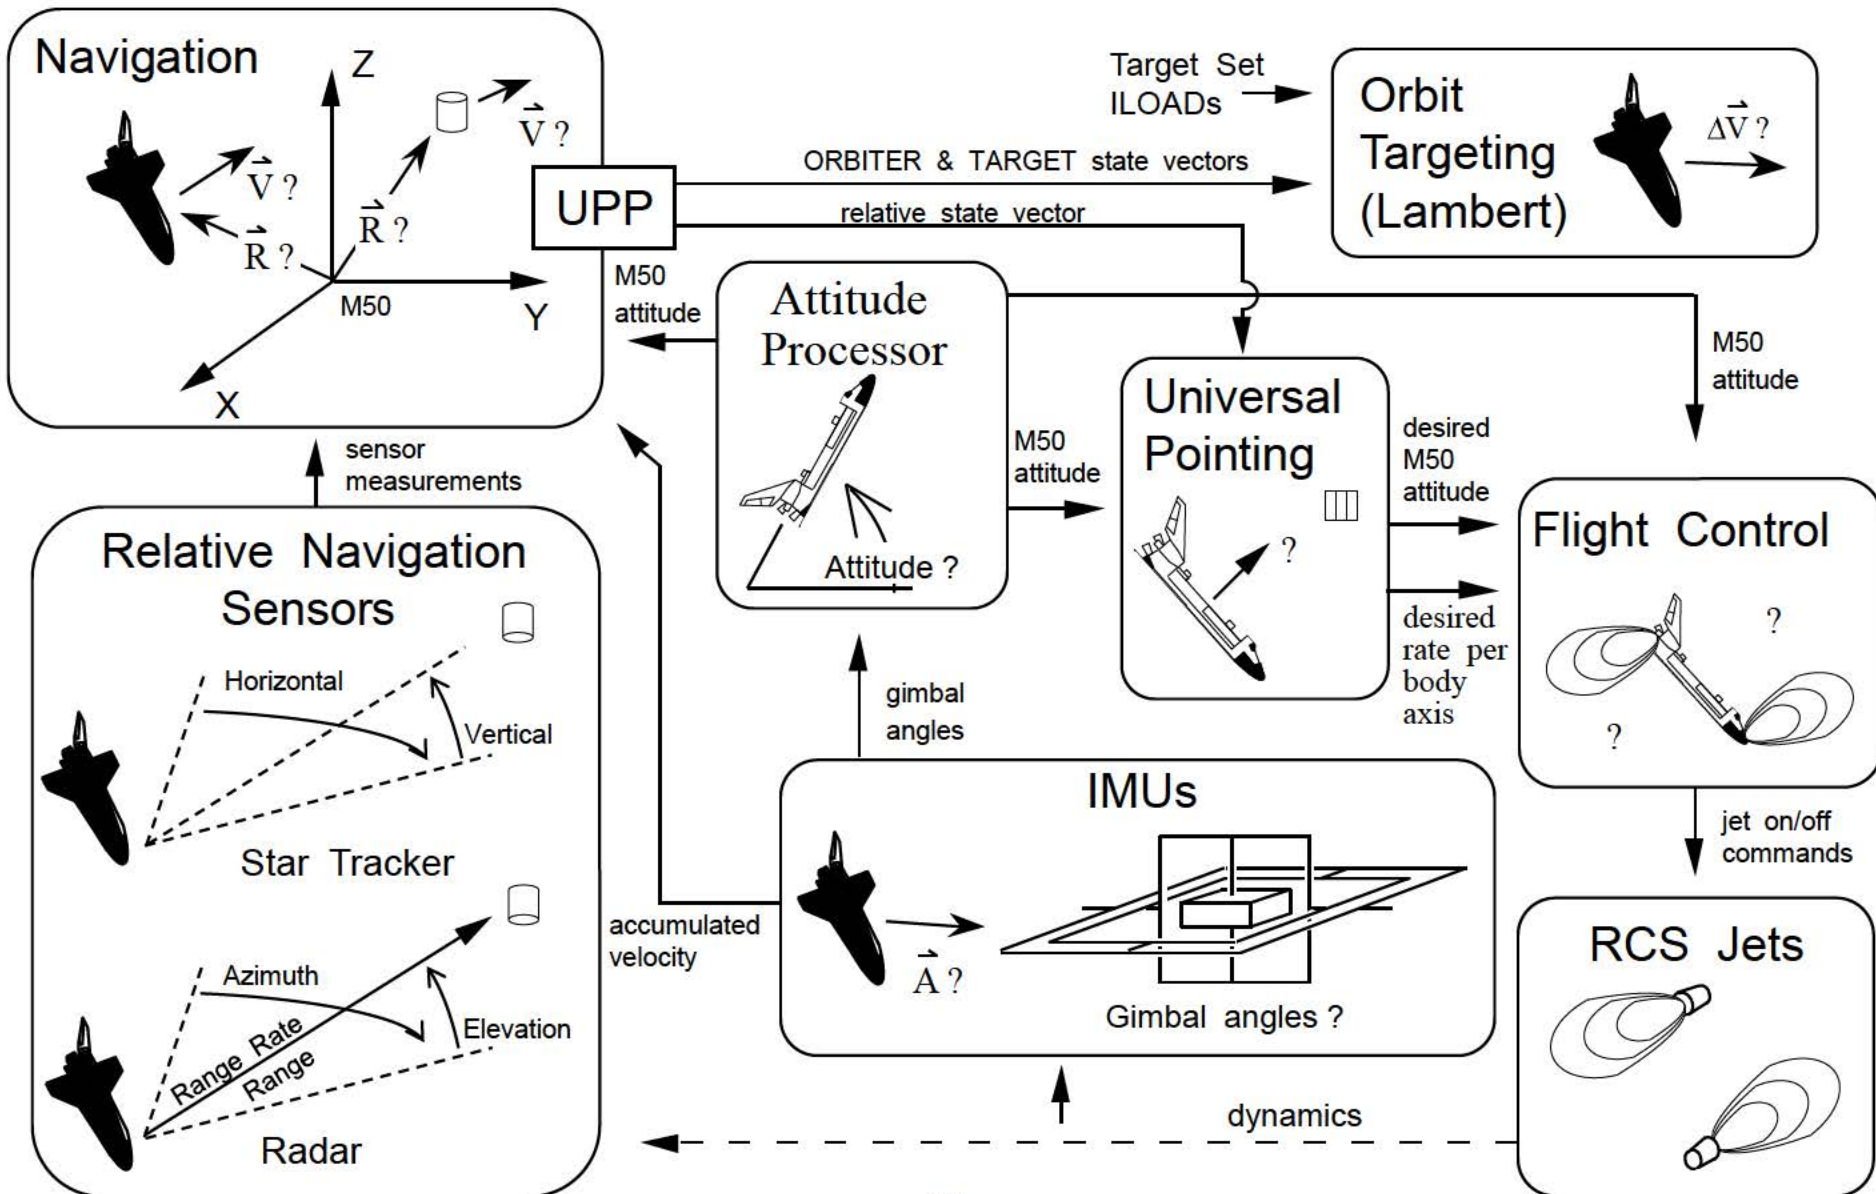 Navigation
Z
V ?
V ?
R ?
R ?
M50
Y
X
UPP
Target Set
ILOADs
ORBITER & TARGET state vectors
relative state vector
Orbit
Targeting
(Lambert)
ΔV ?
M50
attitude
Attitude
Processor
Attitude ?
M50
attitude
Universal
Pointing
?
M50
attitude
desired
M50
attitude
desired
rate per
body
axis
Flight Control
?
?
sensor
measurements
Relative Navigation
Sensors
Horizontal
Vertical
Star Tracker
Azimuth
Elevation
Range Rate
Range
Radar
gimbal
angles
accumulated
velocity
IMUs
A ?
Gimbal angles ?
jet on/off
commands
RCS Jets
dynamics